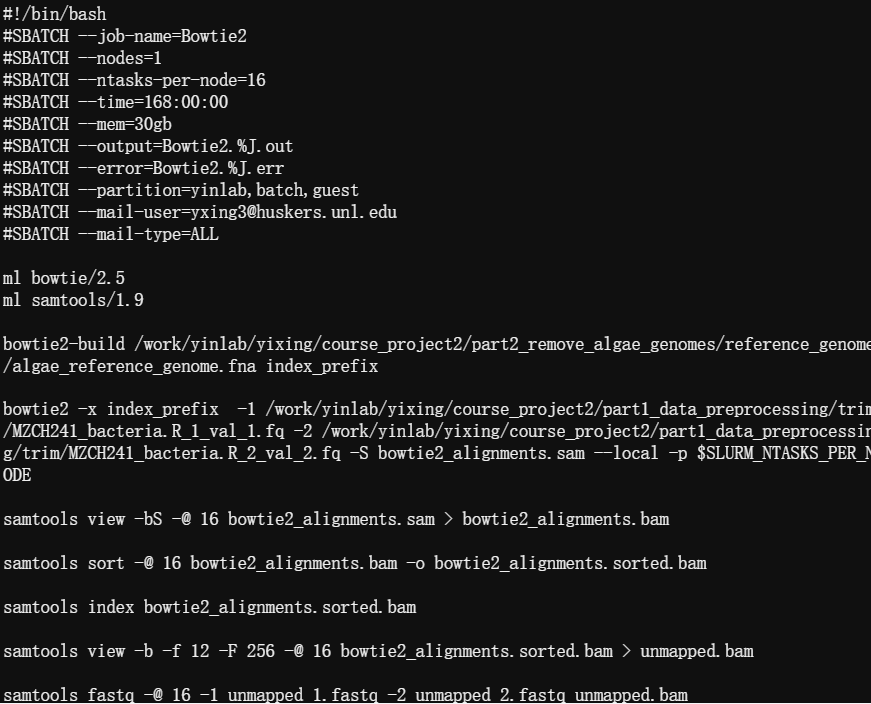 #!/bin/bash
#SBATCH --job-name=Bowtie2
#SBATCH --nodes=1
#SBATCH --ntasks-per-node=16
#SBATCH --time=168:00:00
#SBATCH --mem=30gb
#SBATCH --output=Bowtie2.%J.out
#SBATCH --error=Bowtie2.%J.err
#SBATCH --partition=yinlab,batch,guest
#SBATCH --mail-user=yxing3@huskers.unl.edu
#SBATCH --mail-type=ALL
ml bowtie/2.5
ml samtools/1.9
bowtie2-build /work/yinlab/yixing/course_project2/part2_remove_algae_genomes/reference_genome
/algae_reference_genome.fna index_prefix
bowtie2 -x index_prefix  -1 /work/yinlab/yixing/course_project2/part1_data_preprocessing/trim
/MZCH241_bacteria.R_1_val_1.fq -2 /work/yinlab/yixing/course_project2/part1_data_preprocessin
g/trim/MZCH241_bacteria.R_2_val_2.fq -S bowtie2_alignments.sam --local -p $SLURM_NTASKS_PER_N
ODE
samtools view -bS -@ 16 bowtie2_alignments.sam > bowtie2_alignments.bam
samtools sort -@ 16 bowtie2_alignments.bam -o bowtie2_alignments.sorted.bam
samtools index bowtie2_alignments.sorted.bam
samtools view -b -f 12 -F 256 -@ 16 bowtie2_alignments.sorted.bam > unmapped.bam
samtools fastq -@ 16 -1 unmapped_1.fastq -2 unmapped_2.fastq unmapped.bam